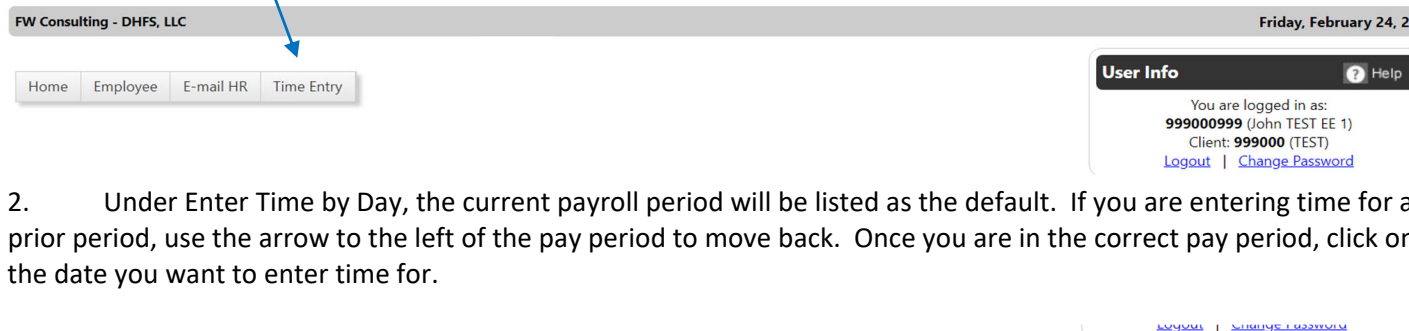 FW Consulting - DHFS, LLC Friday, February 24, 2
Home Employee E-mail HR Time Entry
User Info ? Help
You are logged in as:
999000999 (John TEST EE 1)
Client: 999000 (TEST)
Logout | Change Password
2. Under Enter Time by Day, the current payroll period will be listed as the default. If you are entering time for a
prior period, use the arrow to the left of the pay period to move back. Once you are in the correct pay period, click on
the date you want to enter time for.
Logout | Change Password